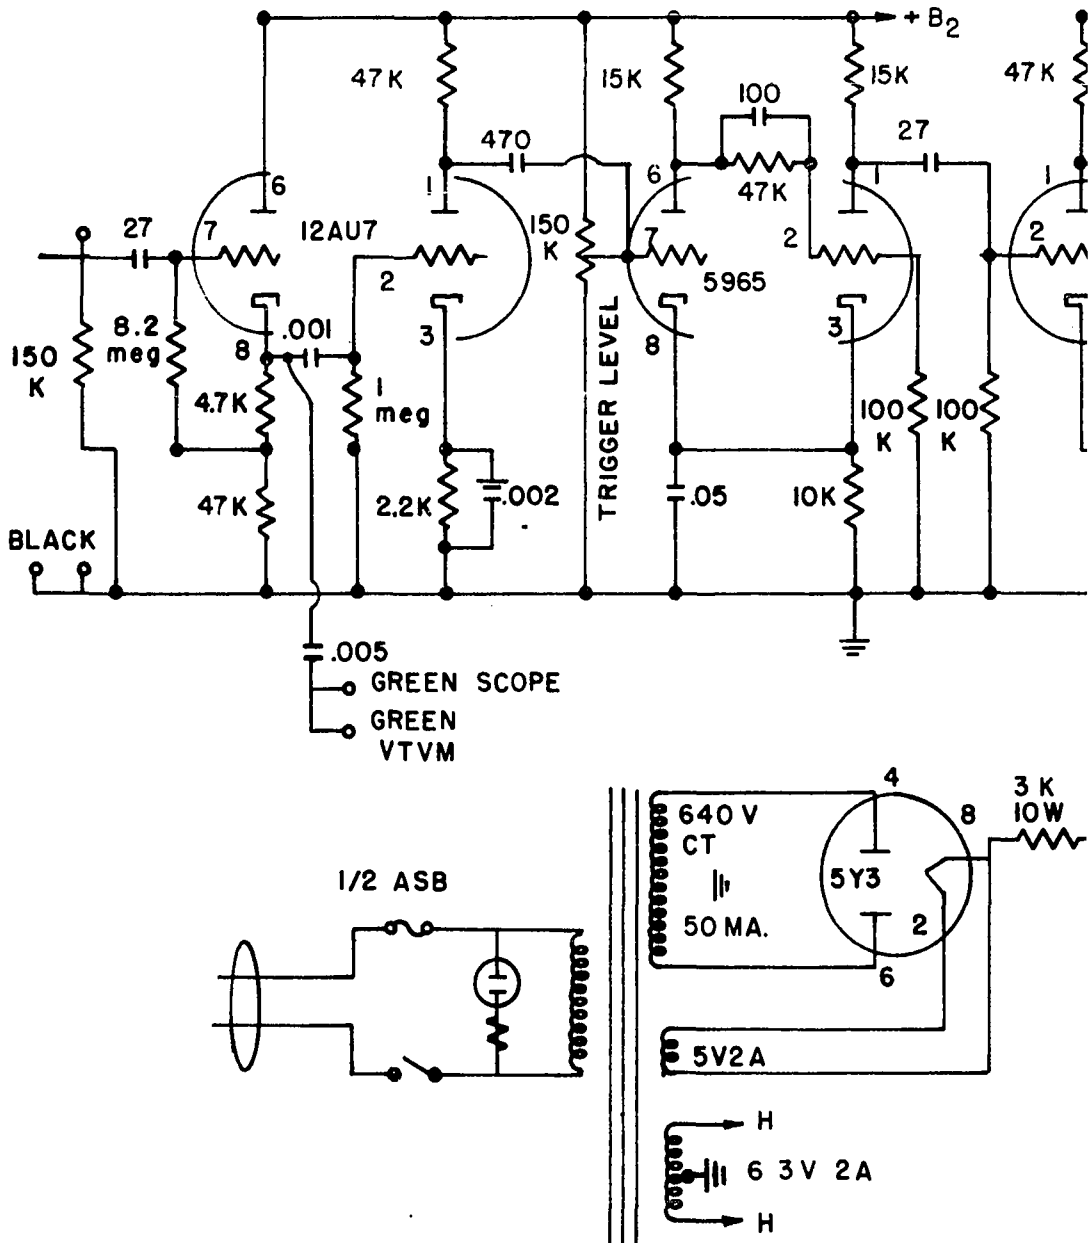 + B2
47K
15K
100
15K
47K
470
27
6
1
6
47K
1
1
27
7
12AU7
150
K
7
2
2
2
5965
8.2
meg
.001
3
8
3
150
K
8
4.7K
1
meg
TRIGGER LEVEL
100
K
100
K
47K
2.2K
.002
.05
10K
BLACK
.005
GREEN SCOPE
GREEN
VTVM
4
640 V
CT
8
3 K
10W
1/2 ASB
5Y3
50 MA.
2
6
5V2A
H
6 3V 2A
H